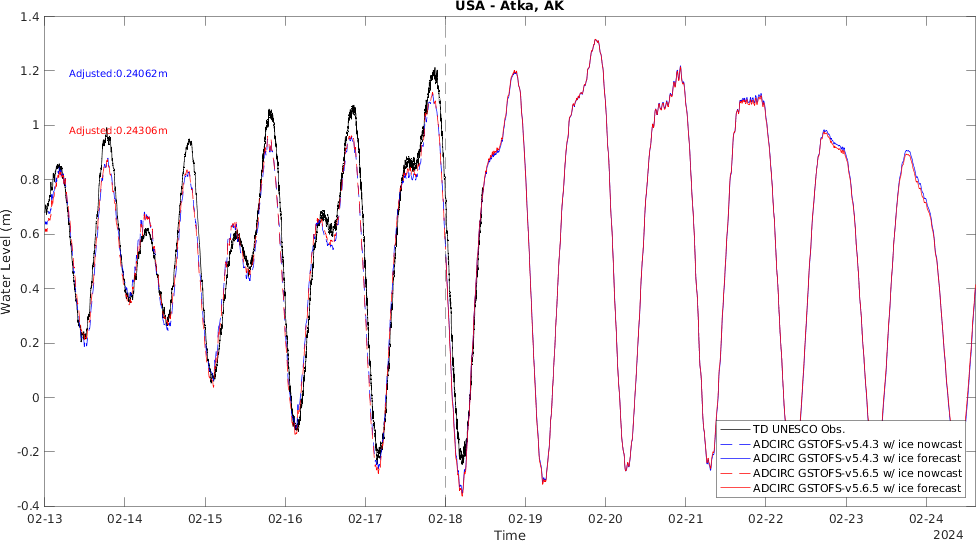 USA - Atka, AK
1.4
1.2
1
0.8
0.6
0.4
0.2
0
-0.2
-0.4
Water Level (m)
Adjusted:0.24062m
Adjusted:0.24306m
TD UNESCO Obs.
ADCIRC GSTOFS-v5.4.3 w/ ice nowcast
ADCIRC GSTOFS-v5.4.3 w/ ice forecast
ADCIRC GSTOFS-v5.6.5 w/ ice nowcast
ADCIRC GSTOFS-v5.6.5 w/ ice forecast
02-13 02-14 02-15 02-16 02-17 02-18 02-19 02-20 02-21 02-22 02-23 02-24
Time
2024